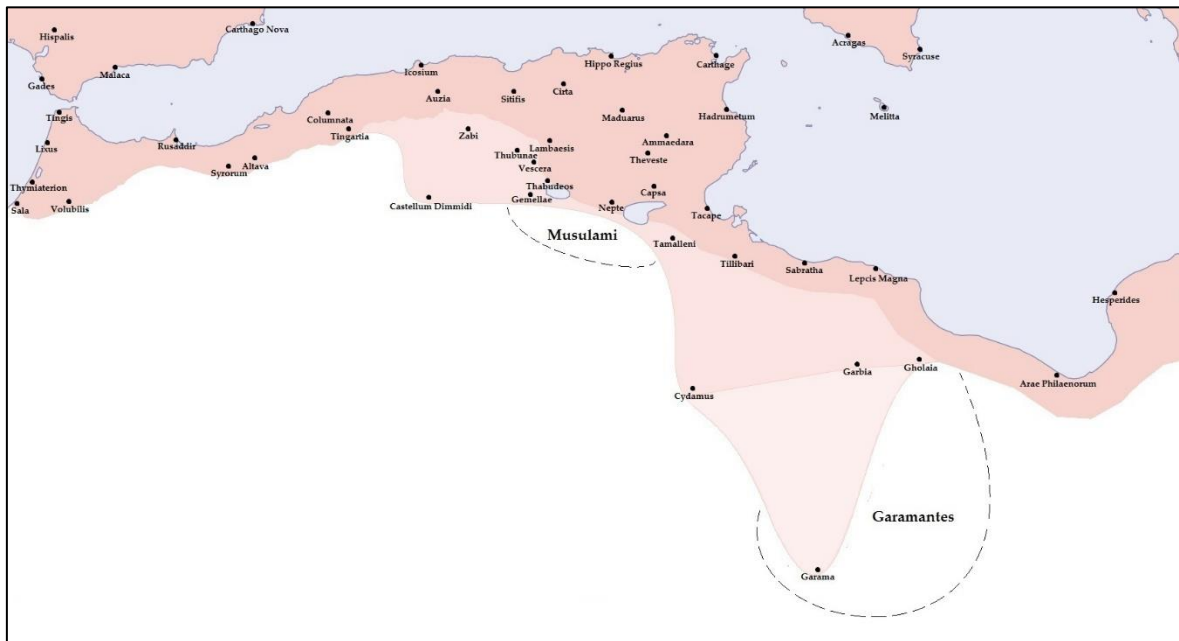 Hispalis
Carthago Nova
Acragas
Syracuse
Malaca
Gades
Icosium
Hippo Regius
Carthage
Auzia
Sitifis
Cirta
Tingis
Columnata
Maduarus
Hadrumetum
Melitta
Tingartia
Zabi
Lixus
Rusaddir
Lambaesis
Ammaedara
Thubunae
Theveste
Syrorum
Altava
Vescera
Thymiaterion
Thabudeos
Capsa
Sala
Volubilis
Castellum Dimmidi
Gemellae
Nepte
Tacape
Musulami
Tamalleni
Tillibari
Sabratha
Lepcis Magna
Hesperides
Garbia
Gholaia
Arae Philaenorum
Cydamus
Garamantes
Garama